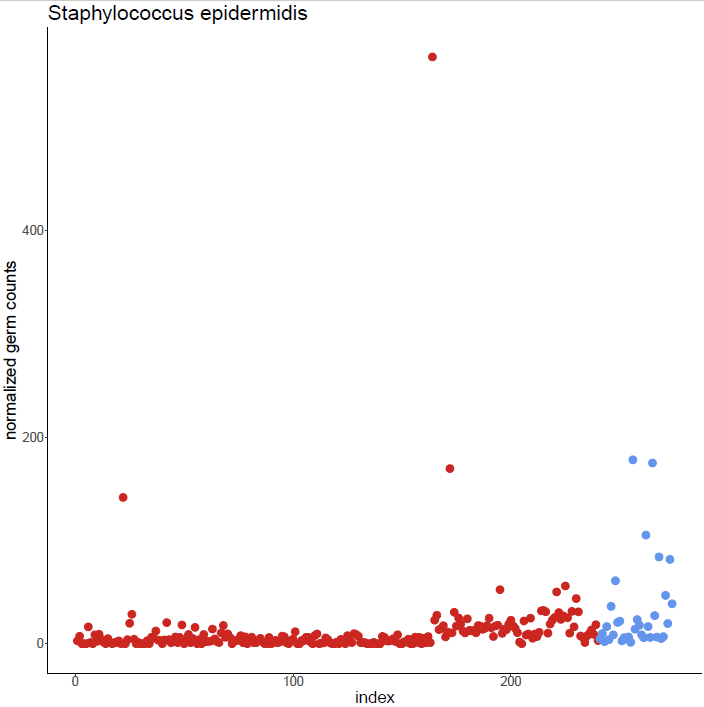 Staphylococcus epidermidis
normalized germ counts
400
200
0
0
100
200
index